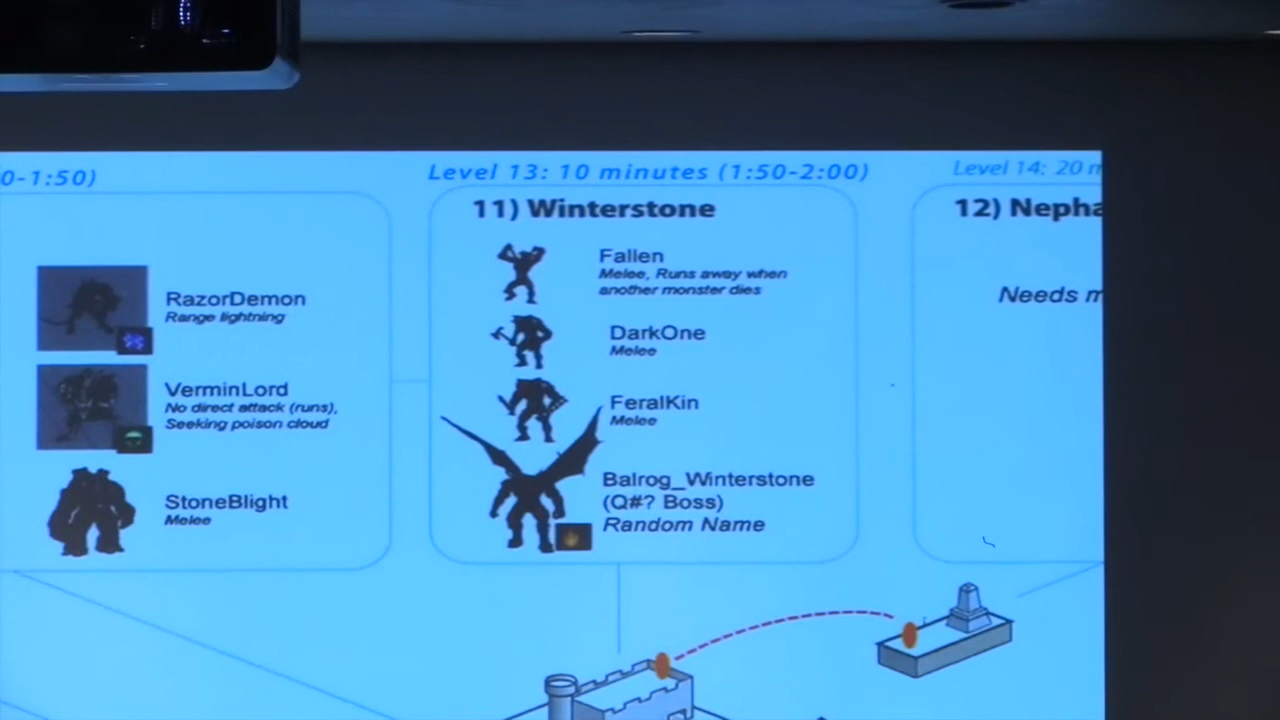 0-1:50)
RazorDemon
Range lightning
VerminLord
No direct attack (runs),
Seeking poison cloud
StoneBlight
Melee
Level 13: 10 minutes (1:50-2:00)
11) Winterstone
Fallen
Melee, Runs away when
another monster dies
DarkOne
Melee
FeralKin
Melee
Balrog_Winterstone
(Q#? Boss)
Random Name
Level 14: 20 m
12) Nepha
Needs m